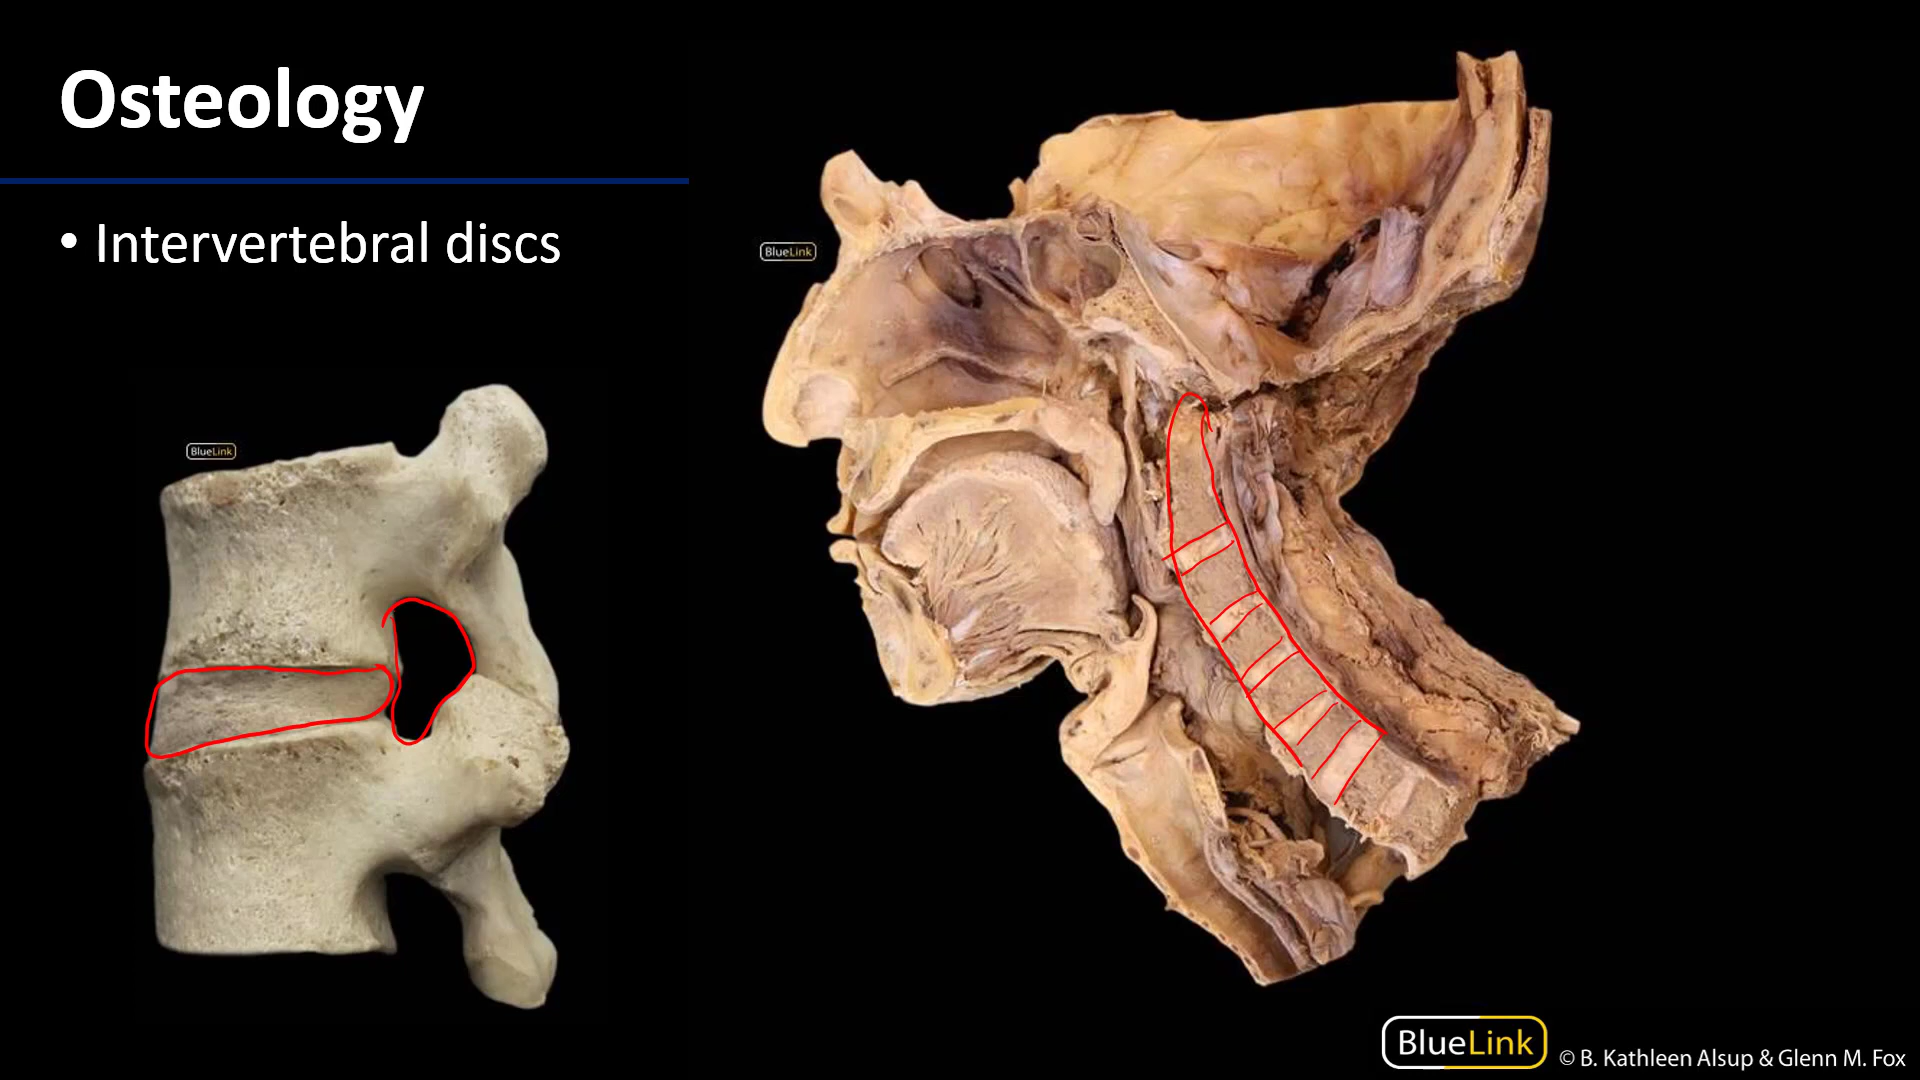 Osteology
• Intervertebral discs
BlueLink
BlueLink
BlueLink
© B. Kathleen Alsup & Glenn M. Fox